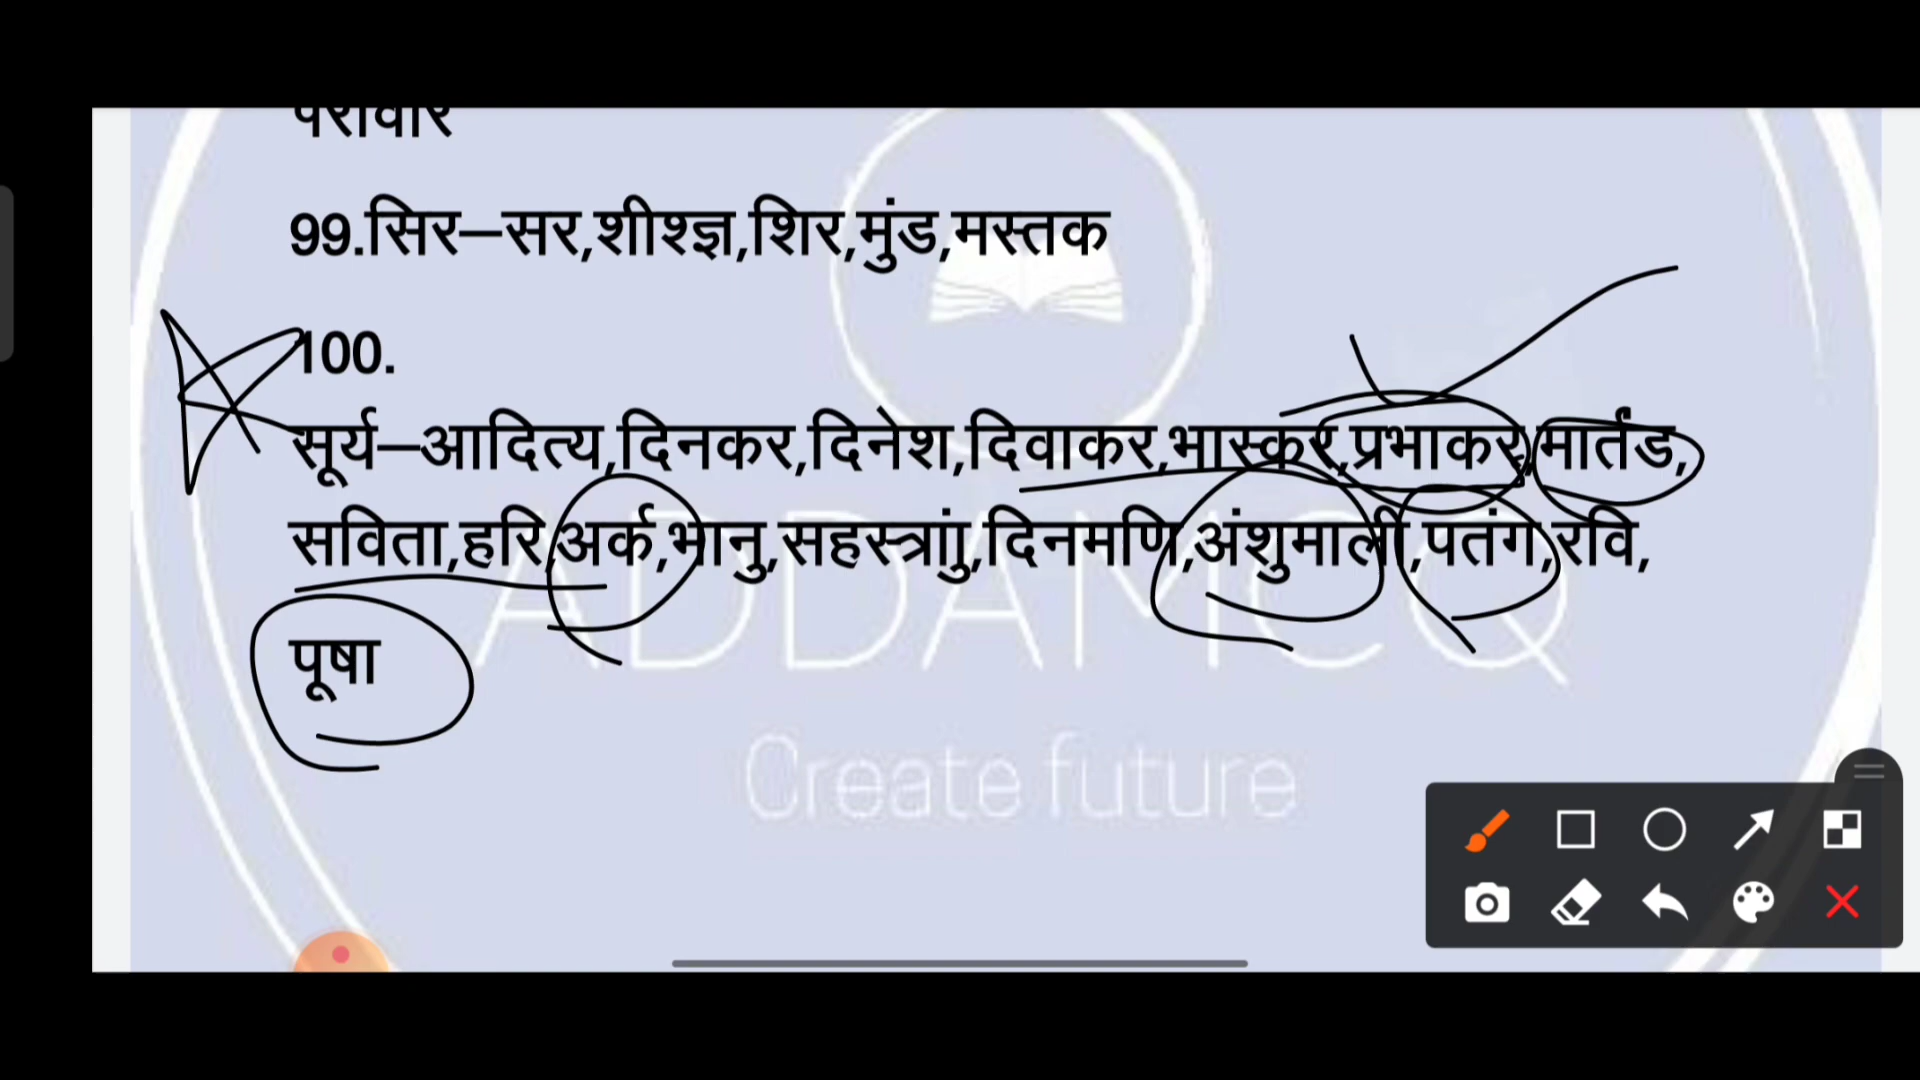 परावार
99.सिर–सर,शीश्ज्ञ,शिर,मुंड,मस्तक
100.
सूर्य–आदित्य,दिनकर,दिनेश,दिवाकर,भास्कर,प्रभाकर,मार्तंड,
सविता,हरि,अर्क,भानु,सहस्त्राुं,दिनमणि,अंशुमाली,पतंग,रवि,
पूषा
ADDAMCQ
Create future